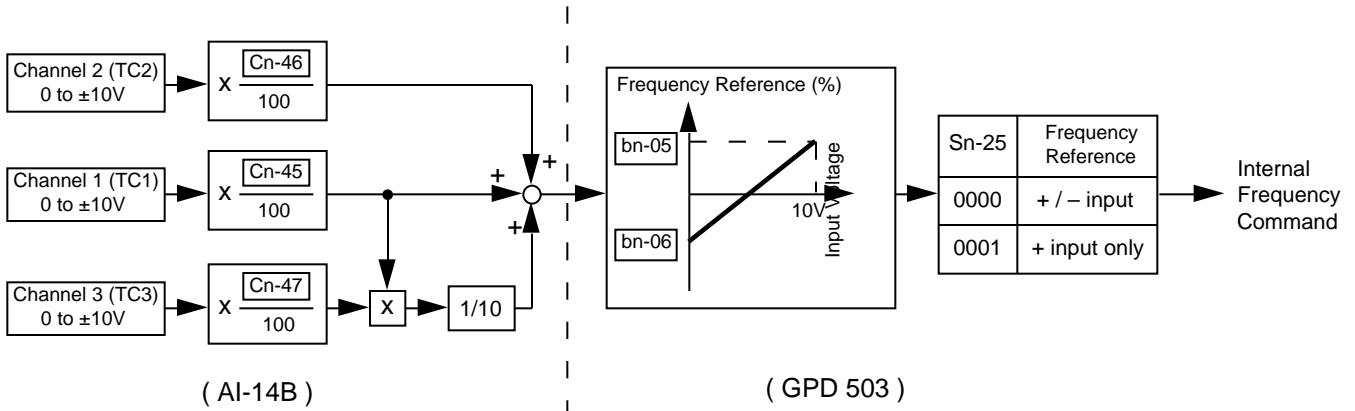 Channel 2 (TC2)
0 to ±10V
X Cn-46
100
+
Channel 1 (TC1)
0 to ±10V
X Cn-45
100
+
+
Channel 3 (TC3)
0 to ±10V
X Cn-47
100
X
1/10
( AI-14B )
Frequency Reference (%)
bn-05
bn-06
10V
Input Voltage
( GPD 503 )
Sn-25 Frequency
Reference
0000 + / – input
0001 + input only
Internal
Frequency
Command